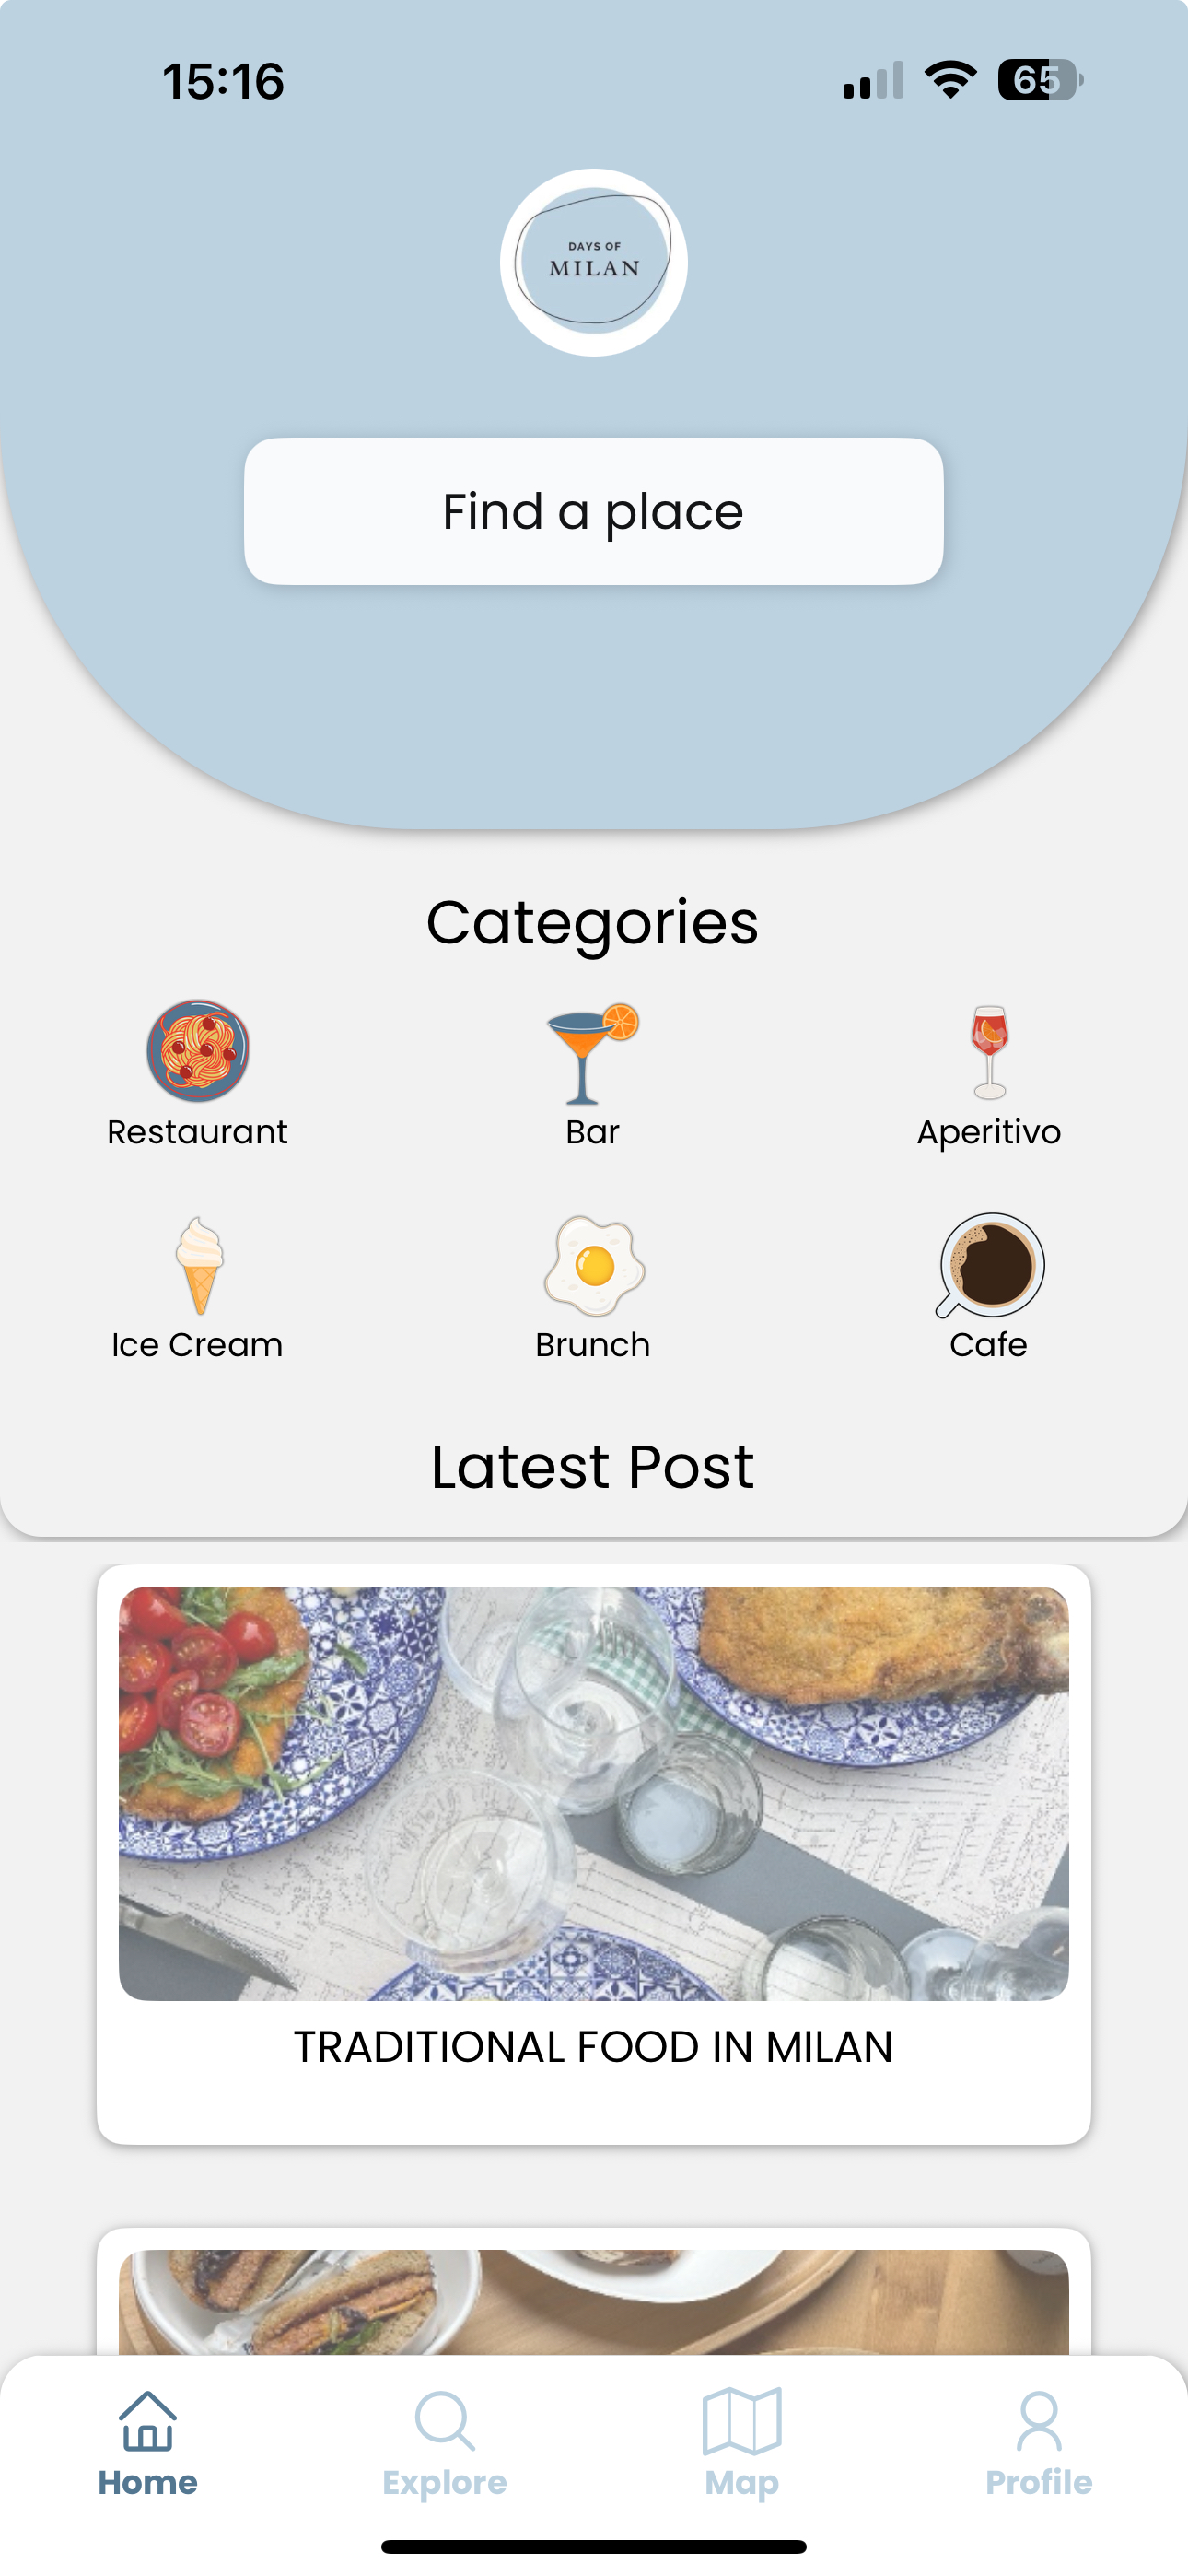 15:16
65
DAYS OF
MILAN
Find a place
Categories
Restaurant
Bar
Aperitivo
Ice Cream
Brunch
Cafe
Latest Post
TRADITIONAL FOOD IN MILAN
Home
Explore
Map
Profile